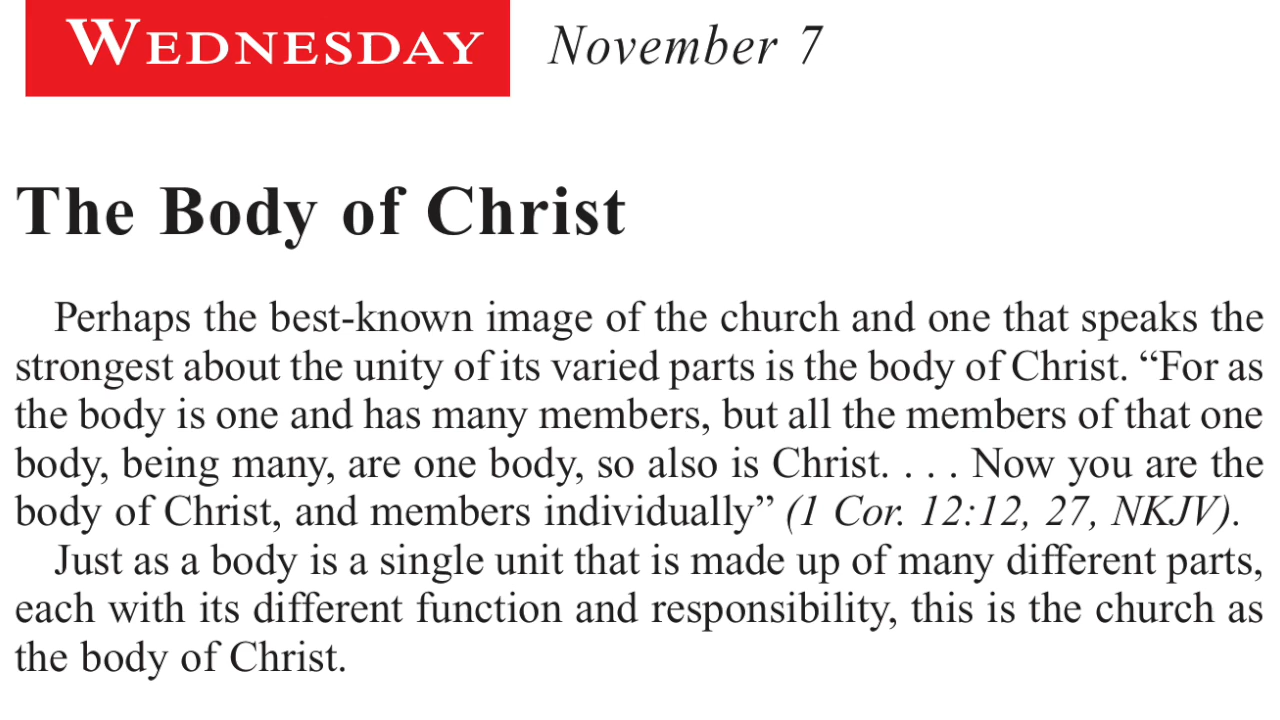 WEDNESDAY November 7
The Body of Christ
Perhaps the best-known image of the church and one that speaks the
strongest about the unity of its varied parts is the body of Christ. “For as
the body is one and has many members, but all the members of that one
body, being many, are one body, so also is Christ. . . . Now you are the
body of Christ, and members individually” (1 Cor. 12:12, 27, NKJV).
Just as a body is a single unit that is made up of many different parts,
each with its different function and responsibility, this is the church as
the body of Christ.